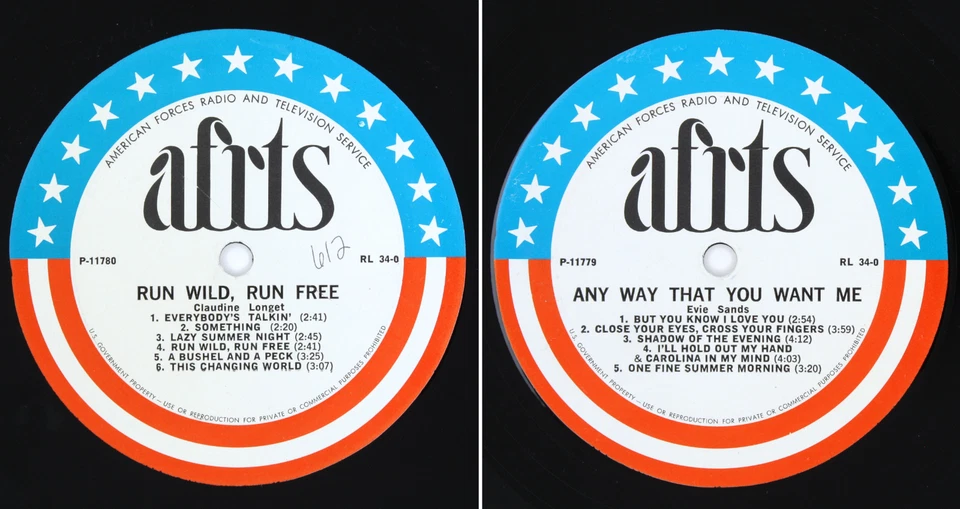 AMERICAN FORCES RADIO AND TELEVISION SERVICE
afrts
612
P-11780 RL 34-0
RUN WILD, RUN FREE
Claudine Longet
1. EVERYBODY'S TALKIN' (2:41)
2. SOMETHING (2:20)
3. LAZY SUMMER NIGHT (2:45)
4. RUN WILD, RUN FREE (2:41)
5. A BUSHEL AND A PECK (3:25)
6. THIS CHANGING WORLD (3:07)
U.S. GOVERNMENT PROPERTY — USE OR REPRODUCTION FOR PRIVATE OR COMMERCIAL PURPOSES PROHIBITED
AMERICAN FORCES RADIO AND TELEVISION SERVICE
afrts
P-11779 RL 34-0
ANY WAY THAT YOU WANT ME
Evie Sands
1. BUT YOU KNOW I LOVE YOU (2:54)
2. CLOSE YOUR EYES, CROSS YOUR FINGERS (3:59)
3. SHADOW OF THE EVENING (4:12)
4. I'LL HOLD OUT MY HAND
& CAROLINA IN MY MIND (4:03)
5. ONE FINE SUMMER MORNING (3:20)
U.S. GOVERNMENT PROPERTY — USE OR REPRODUCTION FOR PRIVATE OR COMMERCIAL PURPOSES PROHIBITED